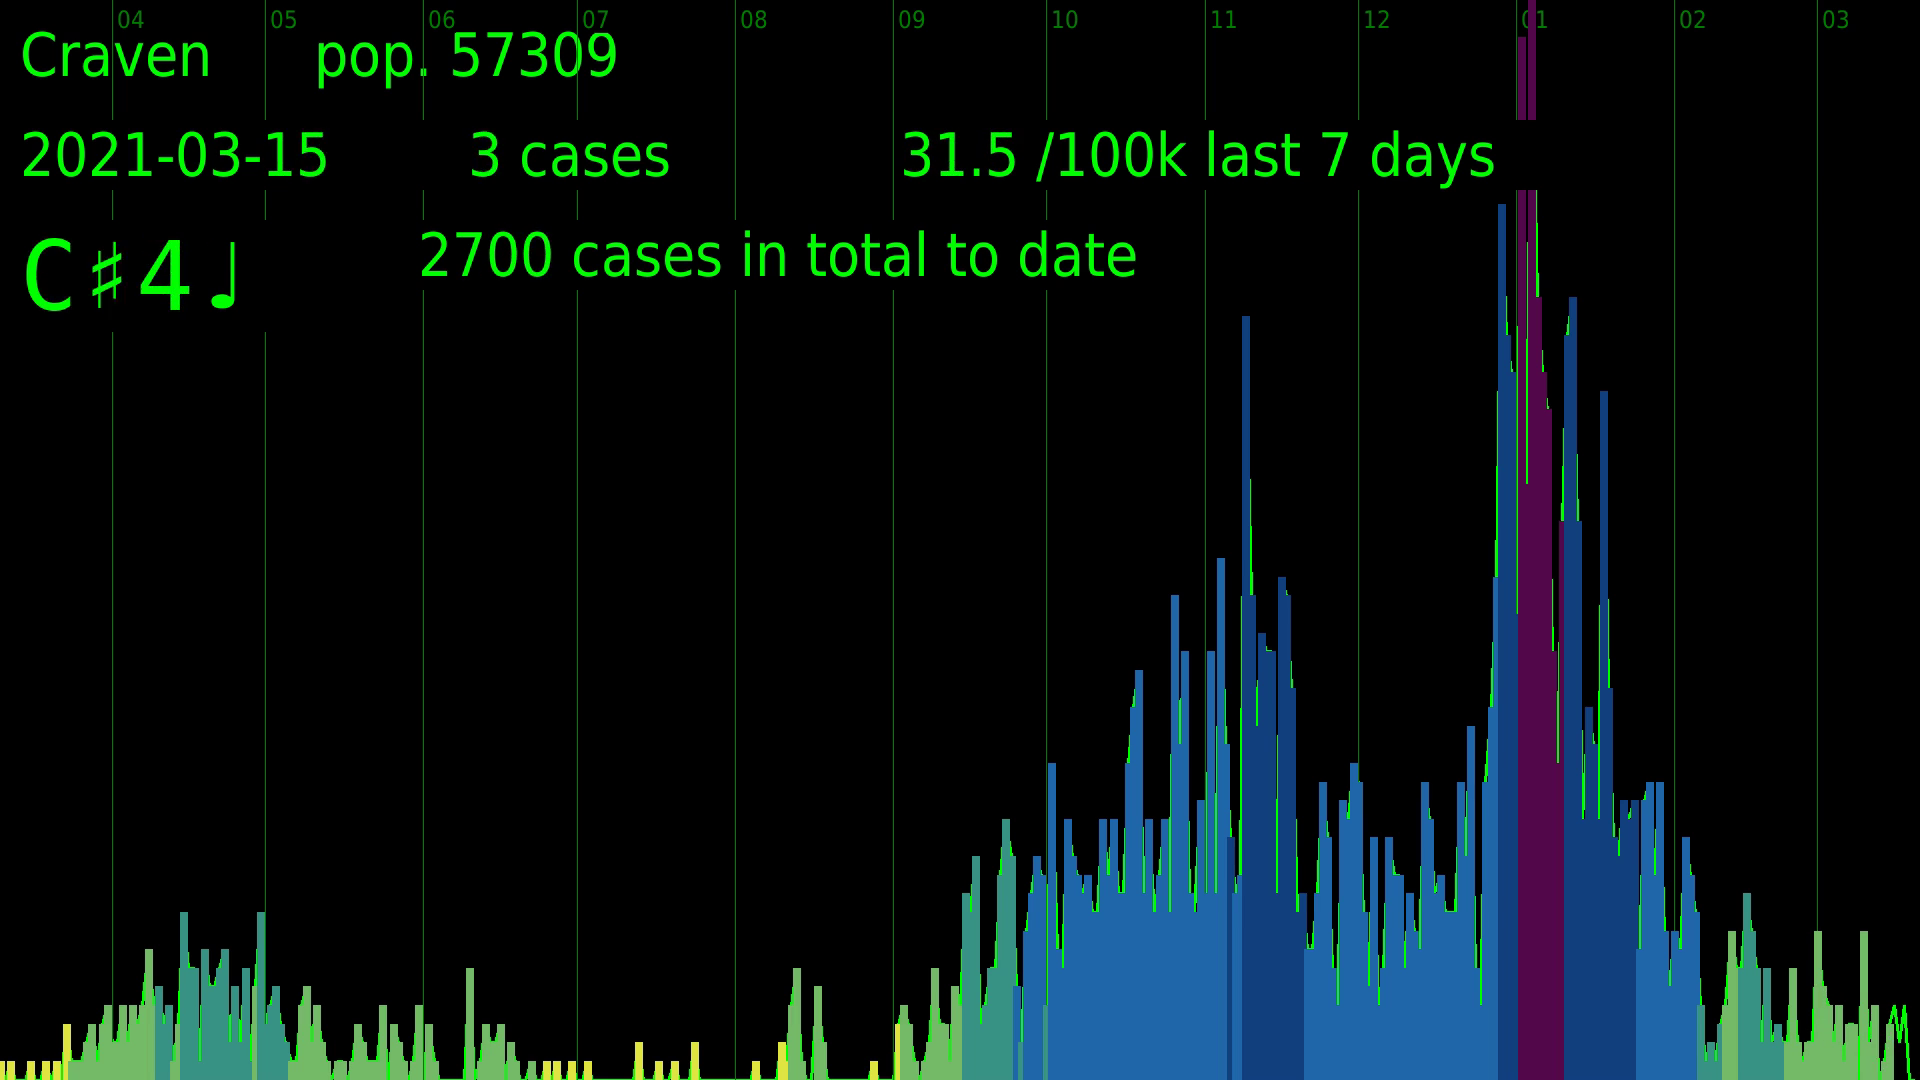 04 05 06 07 08 09 10 11 12 01 02 03
Craven pop. 57309
2021-03-15 3 cases 31.5 /100k last 7 days
C♯4♩ 2700 cases in total to date